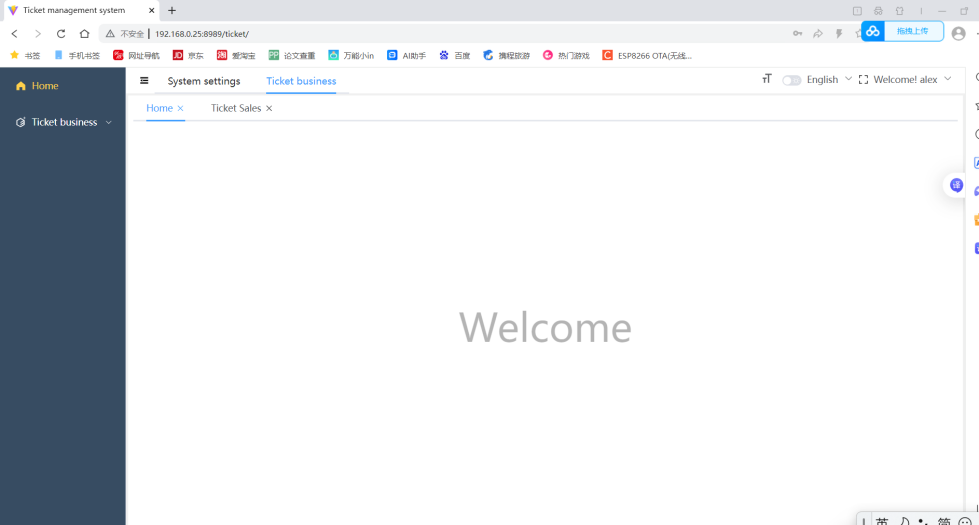 Ticket management system
不安全 192.168.0.25:8989/ticket/
拖拽上传
书签 手机书签 网址导航 京东 爱淘宝 论文查重 万能小in AI助手 百度 携程旅游 热门游戏 ESP8266 OTA(无线...
Home
Ticket business
System settings Ticket business
English Welcome! alex
Home Ticket Sales
译
Welcome
英 简